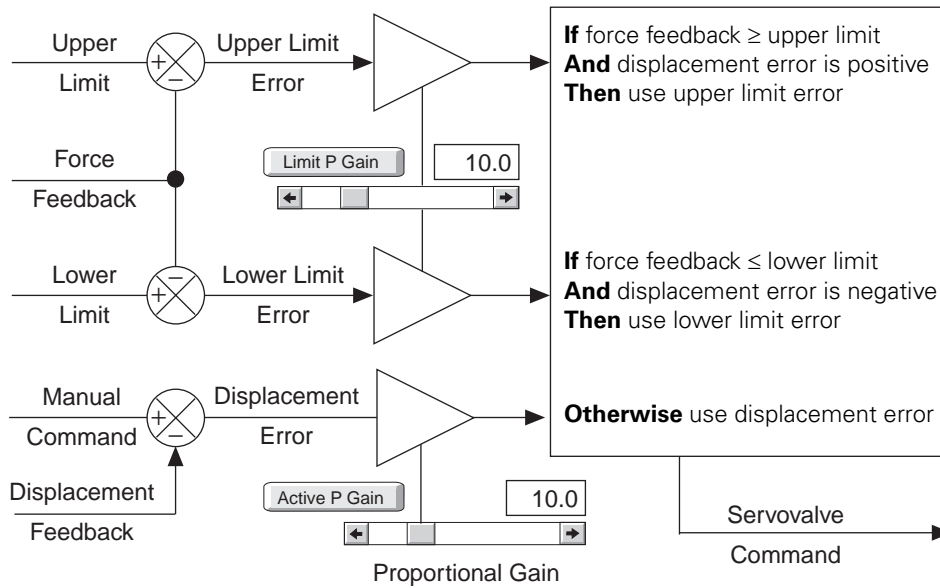 Upper
Limit
+
−
Upper Limit
Error
If force feedback ≥ upper limit
And displacement error is positive
Then use upper limit error
Force
Feedback
Limit P Gain
10.0
Lower
Limit
−
+
Lower Limit
Error
If force feedback ≤ lower limit
And displacement error is negative
Then use lower limit error
Manual
Command
+
−
Displacement
Error
Otherwise use displacement error
Displacement
Feedback
Active P Gain
10.0
Proportional Gain
Servovalve
Command